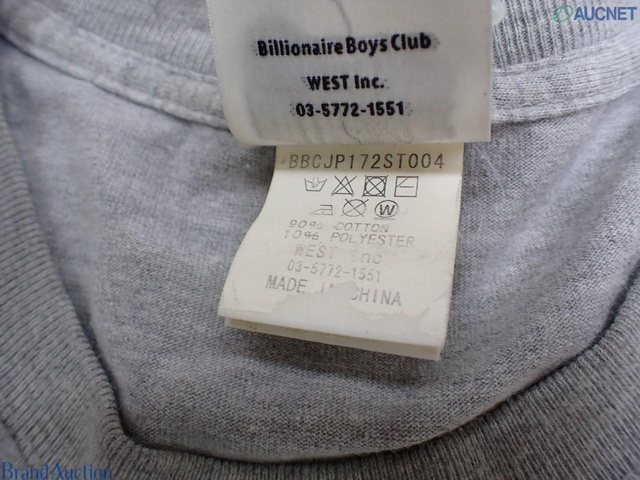 AUCNET
Billionaire Boys Club
WEST Inc.
03-5772-1551
BBCJP172ST004
W
90% COTTON
10% POLYESTER
WEST Inc
03-5772-1551
MADE IN CHINA
Brand Auction